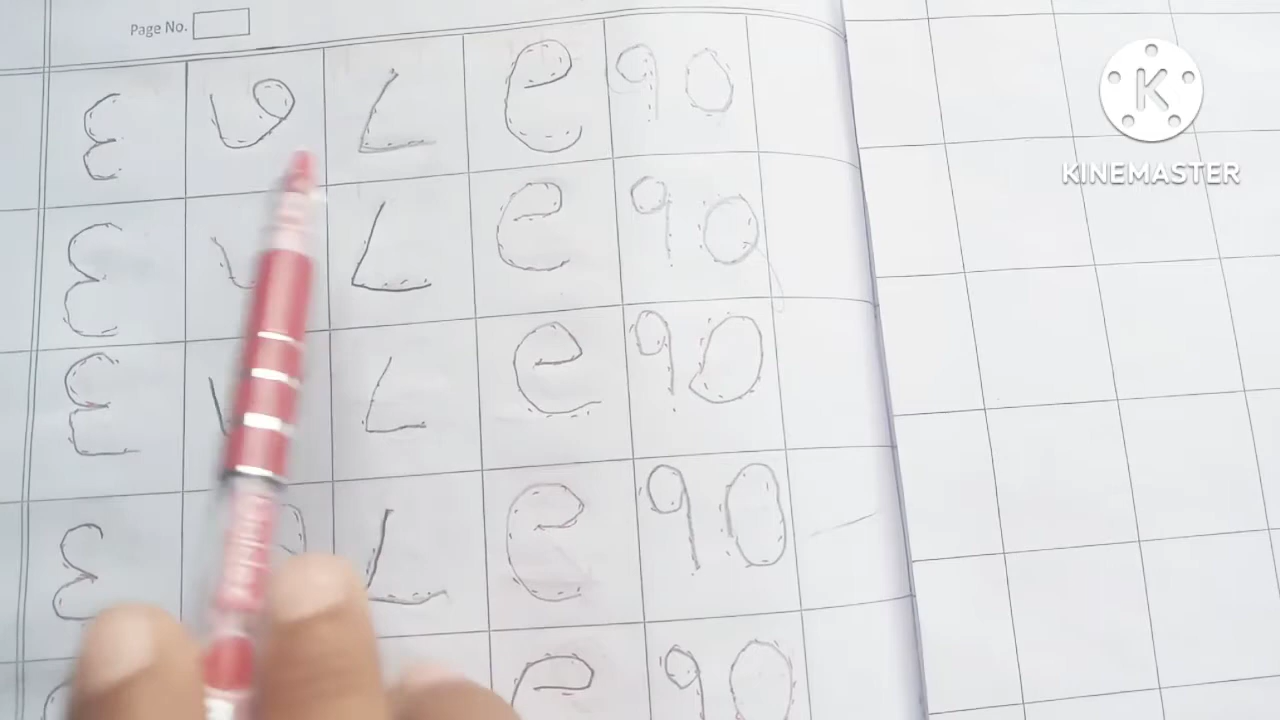 Page No.
૬ ૭ ૮ ૯ ૧૦
૬ ૮ ૯ ૧૦
૬ ૮ ૯ ૧૦
૬ ૮ ૯ ૧૦
૯ ૧૦
K
KINEMASTER